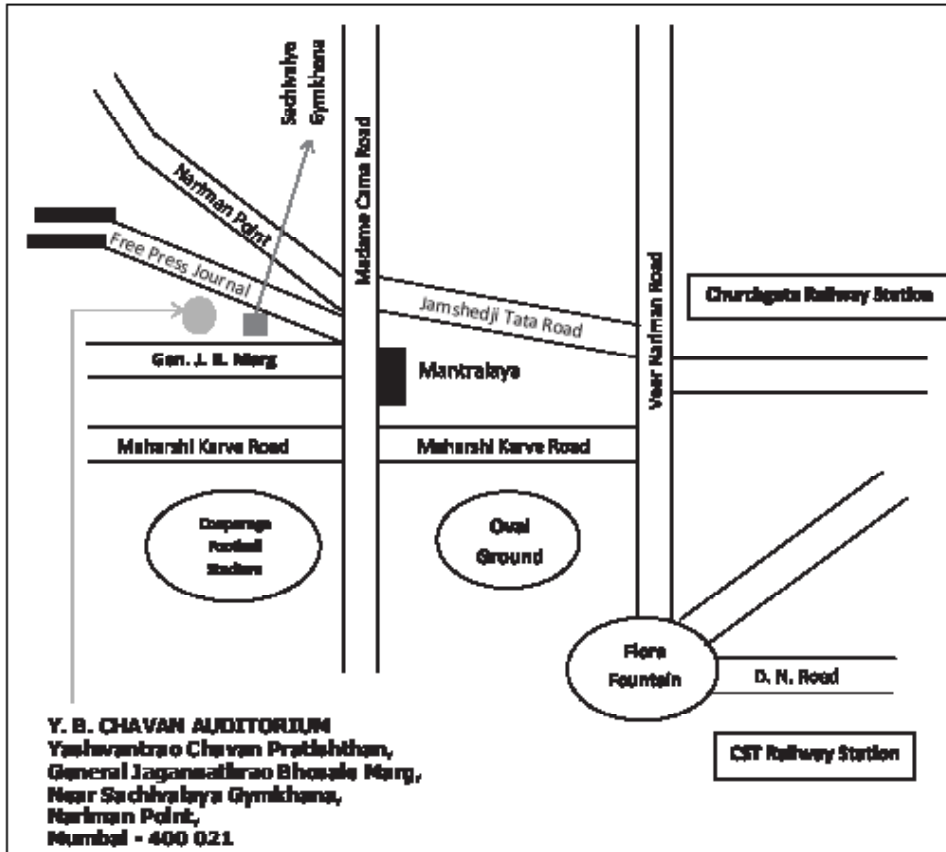 Sachivalya
Gymkhana
Madame Cama Road
Nariman Point
Free Press Journal
Jamshedji Tata Road
Veer Nariman Road
Churchgate Railway Station
Gen. J. B. Marg
Mantralaya
Maharshi Karve Road
Maharshi Karve Road
Cooperage
Football
Stadium
Oval
Ground
Flora
Fountain
D. N. Road
CST Railway Station
Y. B. CHAVAN AUDITORIUM
Yashvantrao Chavan Pratishthan,
General Jagannathrao Bhosale Marg,
Near Sachivalaya Gymkhana,
Nariman Point,
Mumbai - 400 021